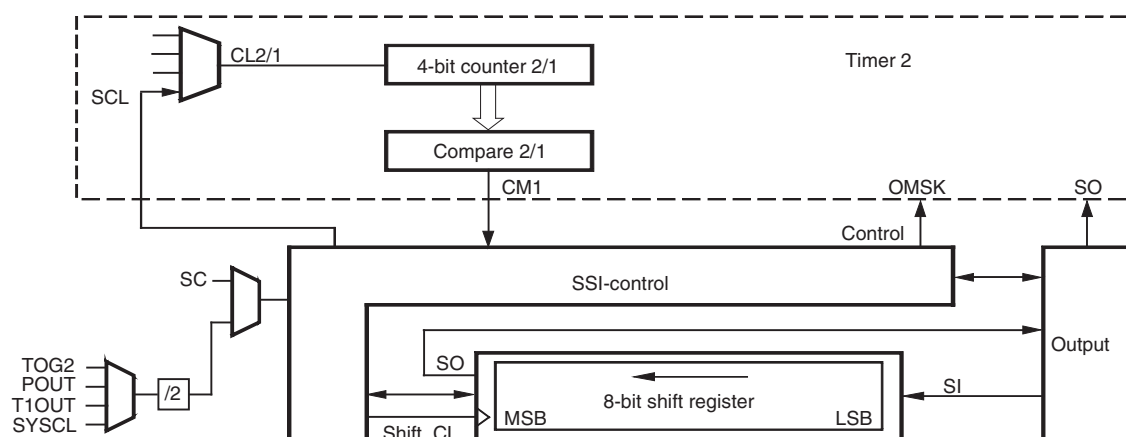 Timer 2
CL2/1
4-bit counter 2/1
SCL
Compare 2/1
CM1
OMSK
SO
Control
SC
SSI-control
TOG2
POUT
T1OUT
SYSCL
/2
SO
Output
SI
8-bit shift register
MSB
LSB
Shift_CL